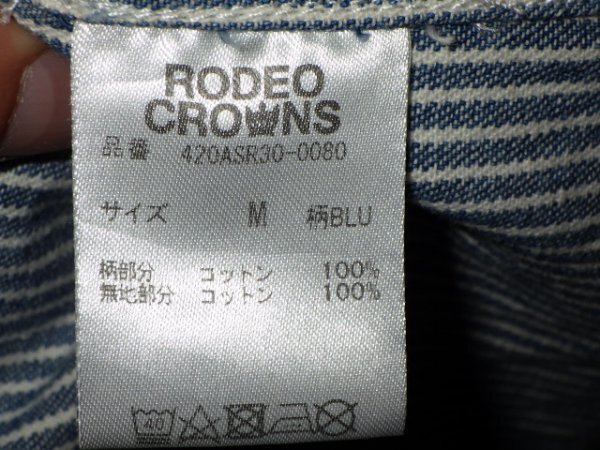 RODEO
CROWNS
品番 420ASR30-0080
サイズ M 柄BLU
柄部分 コットン 100%
無地部分 コットン 100%
40